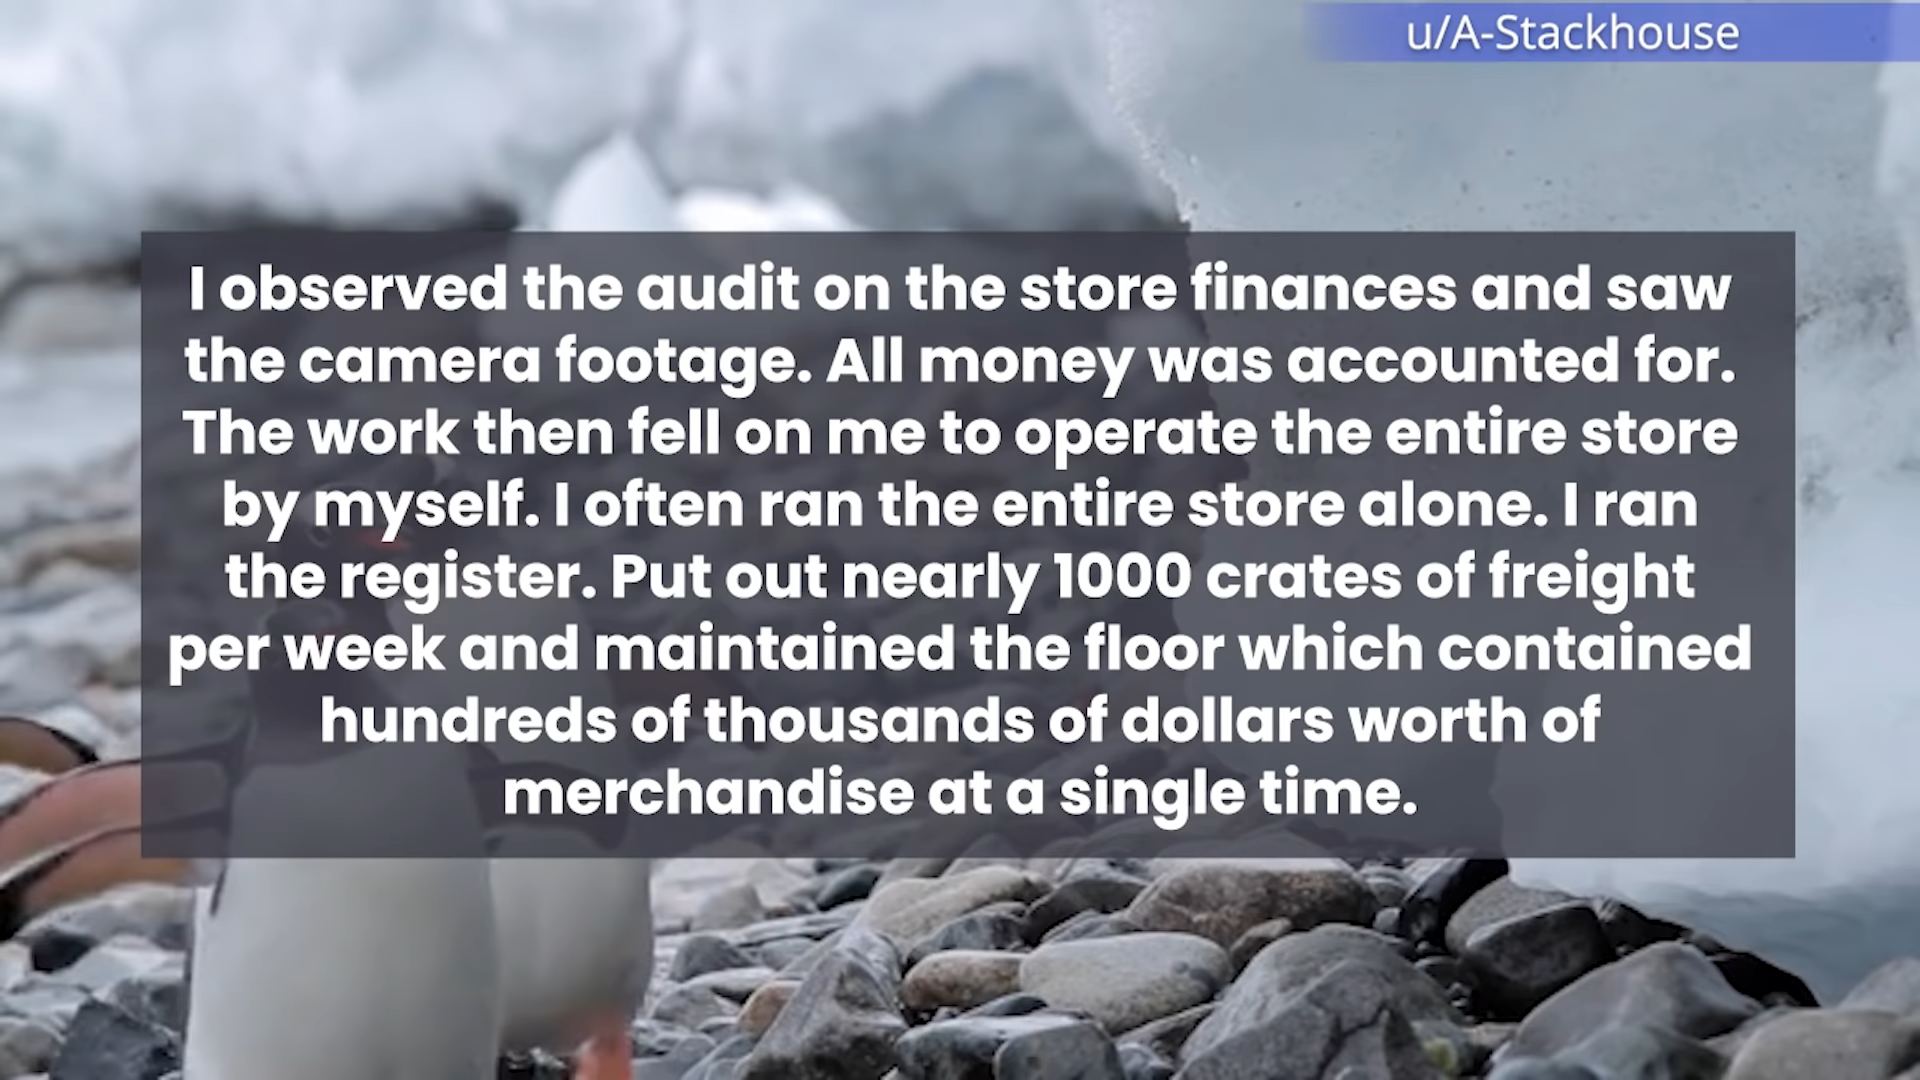 u/A-Stackhouse
I observed the audit on the store finances and saw
the camera footage. All money was accounted for.
The work then fell on me to operate the entire store
by myself. I often ran the entire store alone. I ran
the register. Put out nearly 1000 crates of freight
per week and maintained the floor which contained
hundreds of thousands of dollars worth of
merchandise at a single time.